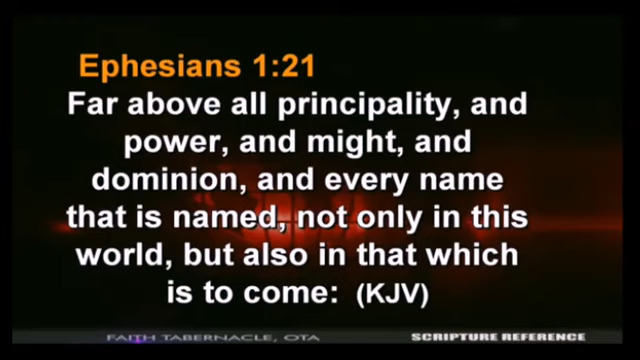 Ephesians 1:21
Far above all principality, and
power, and might, and
dominion, and every name
that is named, not only in this
world, but also in that which
is to come: (KJV)
FAITH TABERNACLE, OTA
SCRIPTURE REFERENCE